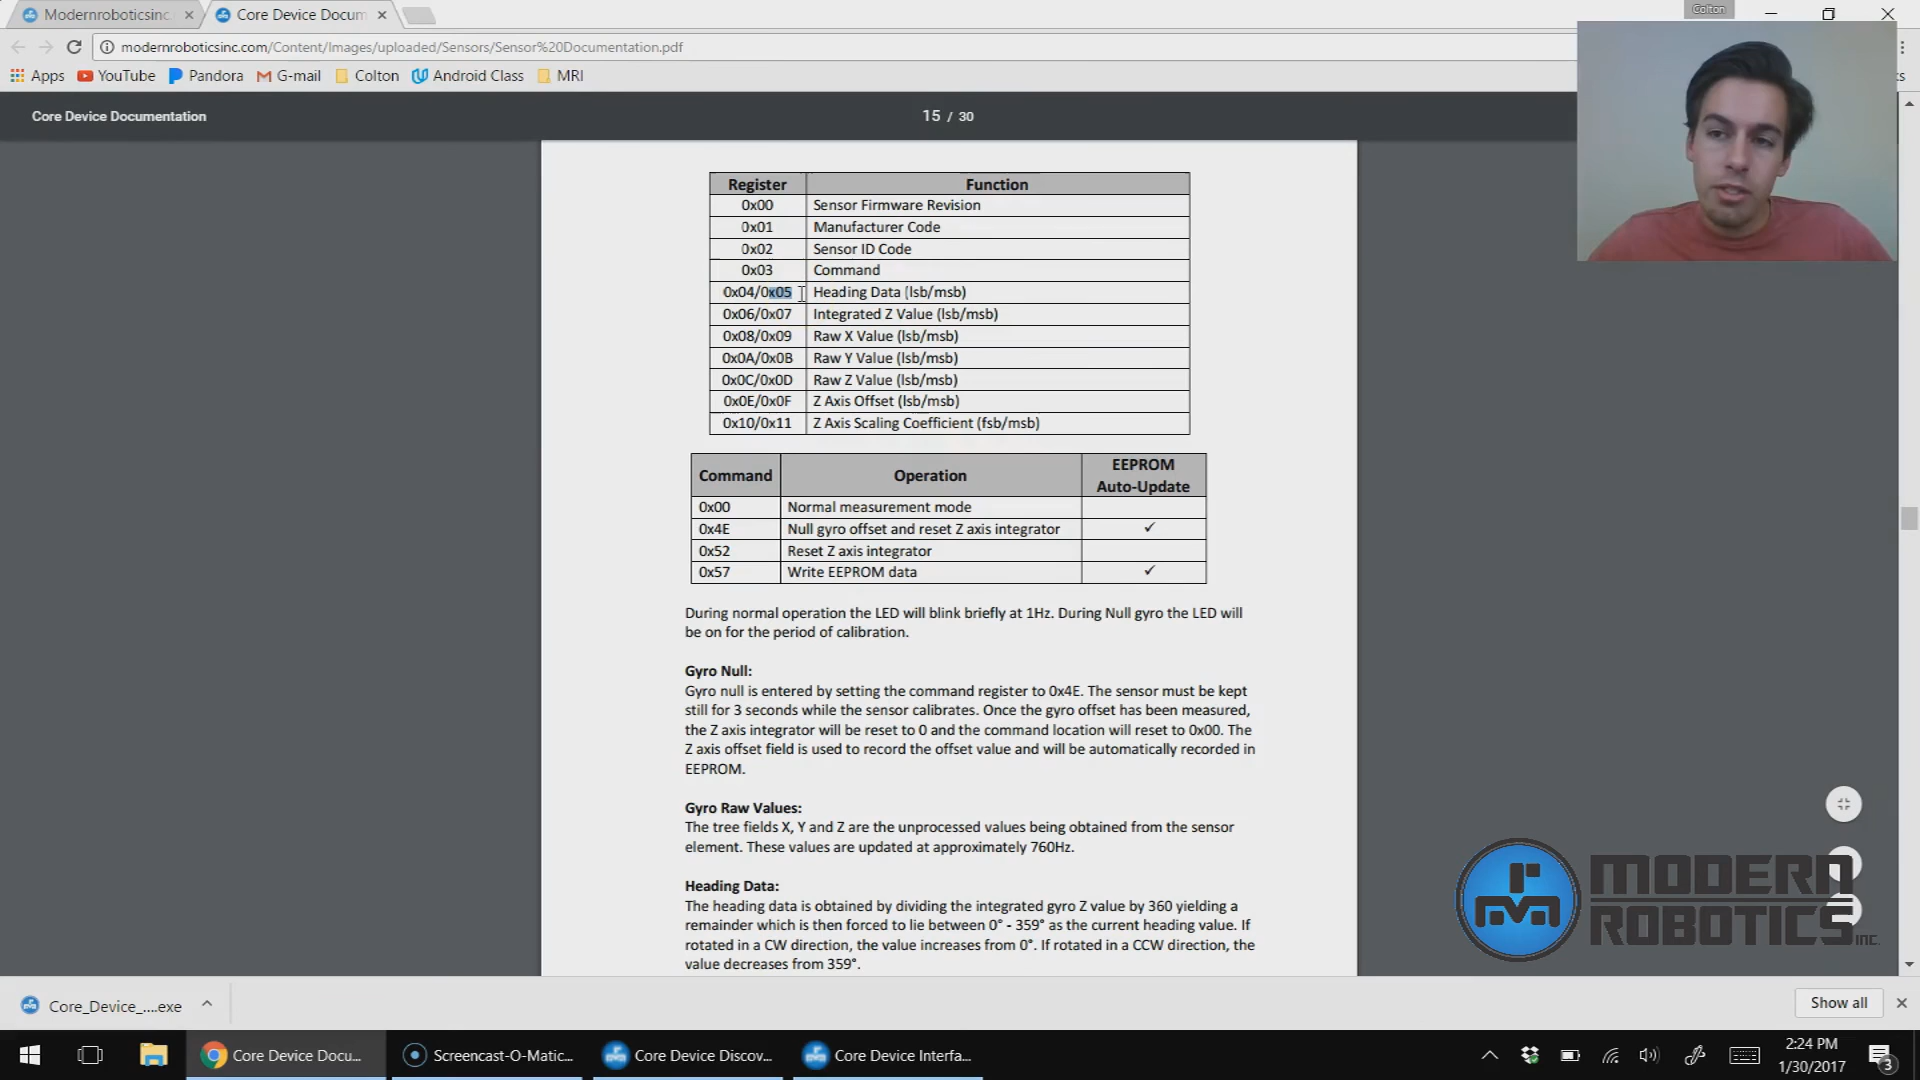 Modernroboticsinc.
Core Device Docum
Colton
modernroboticsinc.com/Content/Images/uploaded/Sensors/Sensor%20Documentation.pdf
Apps
YouTube
Pandora
G-mail
Colton
Android Class
MRI
Core Device Documentation
15 / 30
Register Function
0x00 Sensor Firmware Revision
0x01 Manufacturer Code
0x02 Sensor ID Code
0x03 Command
0x04/0x05 Heading Data (lsb/msb)
0x06/0x07 Integrated Z Value (lsb/msb)
0x08/0x09 Raw X Value (lsb/msb)
0x0A/0x0B Raw Y Value (lsb/msb)
0x0C/0x0D Raw Z Value (lsb/msb)
0x0E/0x0F Z Axis Offset (lsb/msb)
0x10/0x11 Z Axis Scaling Coefficient (fsb/msb)
Command Operation EEPROM Auto-Update
0x00 Normal measurement mode
0x4E Null gyro offset and reset Z axis integrator ✓
0x52 Reset Z axis integrator
0x57 Write EEPROM data ✓
During normal operation the LED will blink briefly at 1Hz. During Null gyro the LED will
be on for the period of calibration.
Gyro Null:
Gyro null is entered by setting the command register to 0x4E. The sensor must be kept
still for 3 seconds while the sensor calibrates. Once the gyro offset has been measured,
the Z axis integrator will be reset to 0 and the command location will reset to 0x00. The
Z axis offset field is used to record the offset value and will be automatically recorded in
EEPROM.
Gyro Raw Values:
The tree fields X, Y and Z are the unprocessed values being obtained from the sensor
element. These values are updated at approximately 760Hz.
Heading Data:
The heading data is obtained by dividing the integrated gyro Z value by 360 yielding a
remainder which is then forced to lie between 0° - 359° as the current heading value. If
rotated in a CW direction, the value increases from 0°. If rotated in a CCW direction, the
value decreases from 359°.
MODERN
ROBOTICS INC.
Core_Device_....exe
Show all
Core Device Docu...
Screencast-O-Matic...
Core Device Discov...
Core Device Interfa...
2:24 PM
1/30/2017
3